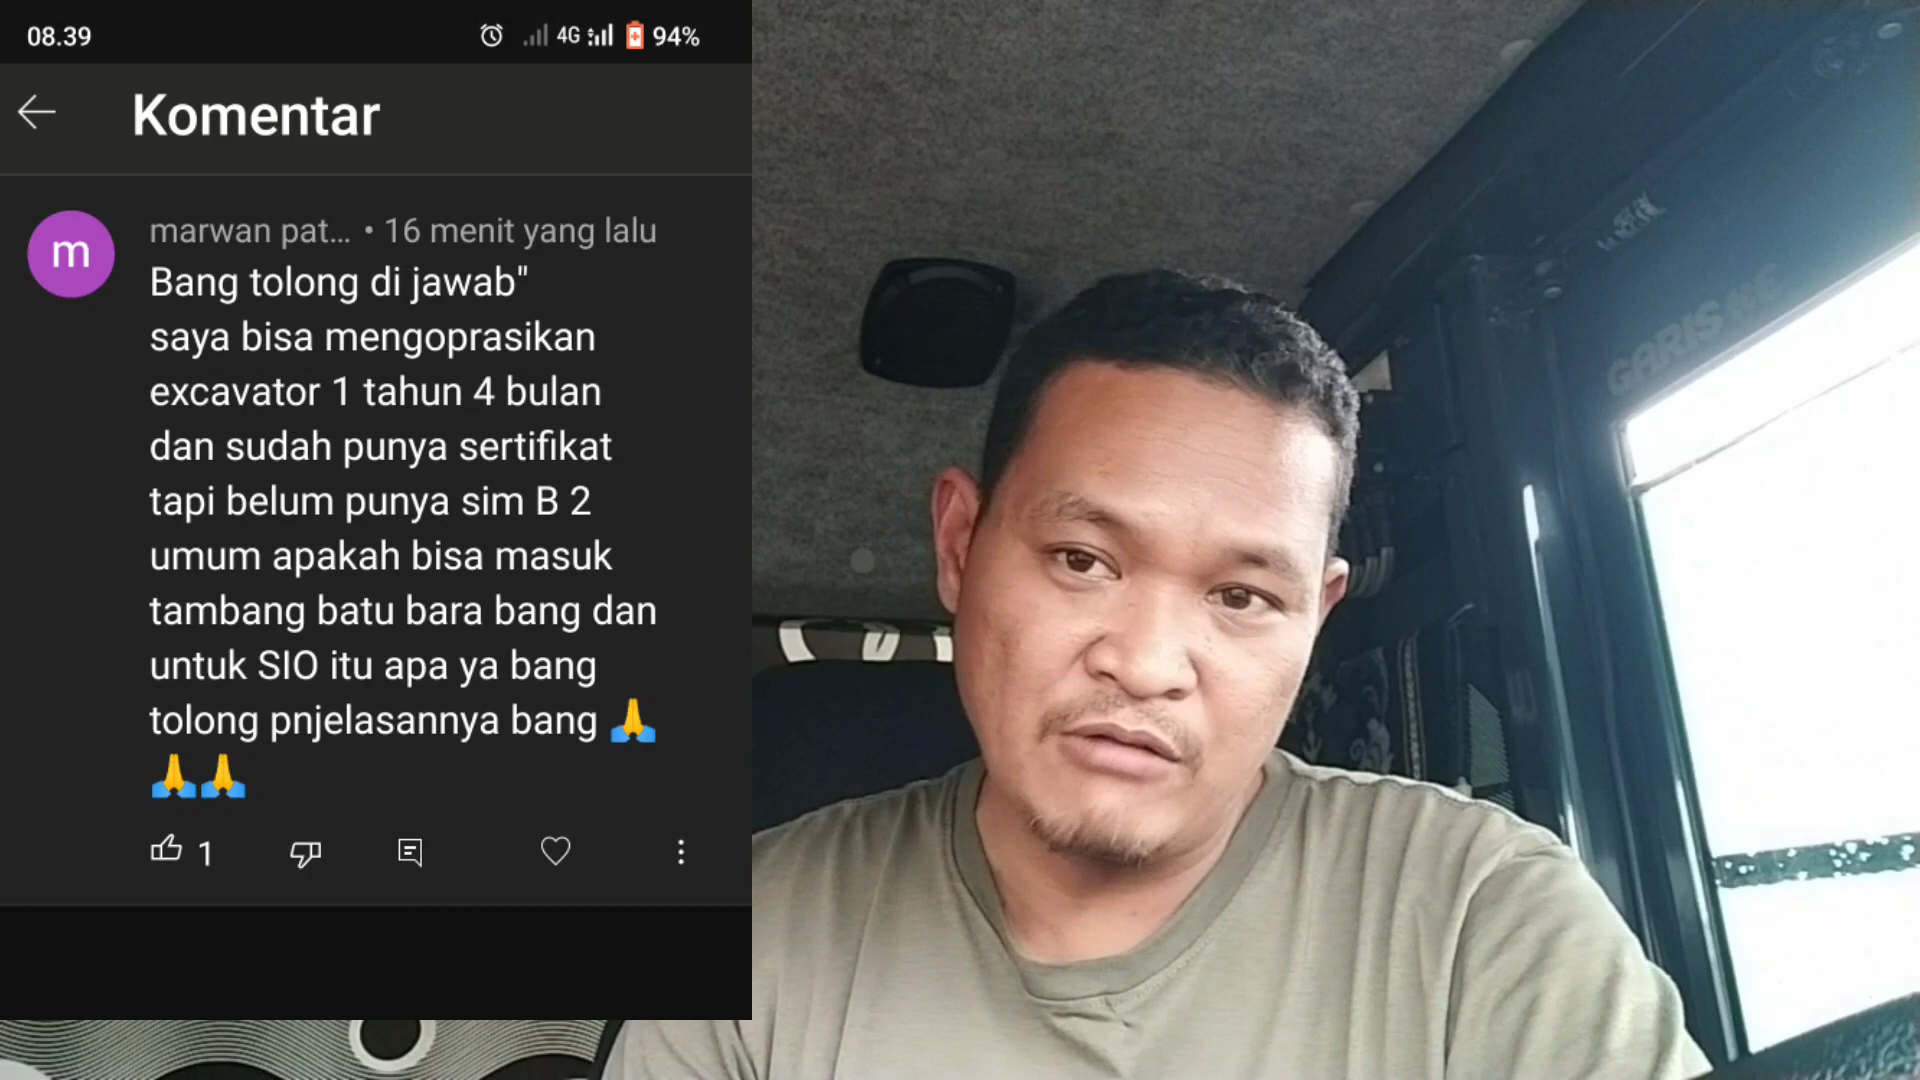 08.39
4G
94%
Komentar
m
marwan pat... • 16 menit yang lalu
Bang tolong di jawab"
saya bisa mengoprasikan
excavator 1 tahun 4 bulan
dan sudah punya sertifikat
tapi belum punya sim B 2
umum apakah bisa masuk
tambang batu bara bang dan
untuk SIO itu apa ya bang
tolong pnjelasannya bang 🙏
🙏🙏
1